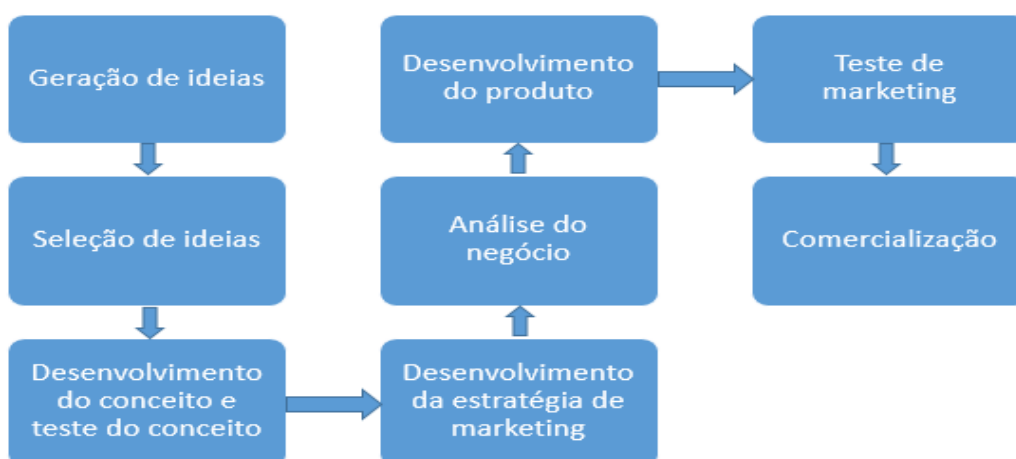 Geração de ideias
Seleção de ideias
Desenvolvimento
do conceito e
teste do conceito
Desenvolvimento
da estratégia de
marketing
Análise do
negócio
Desenvolvimento
do produto
Teste de
marketing
Comercialização